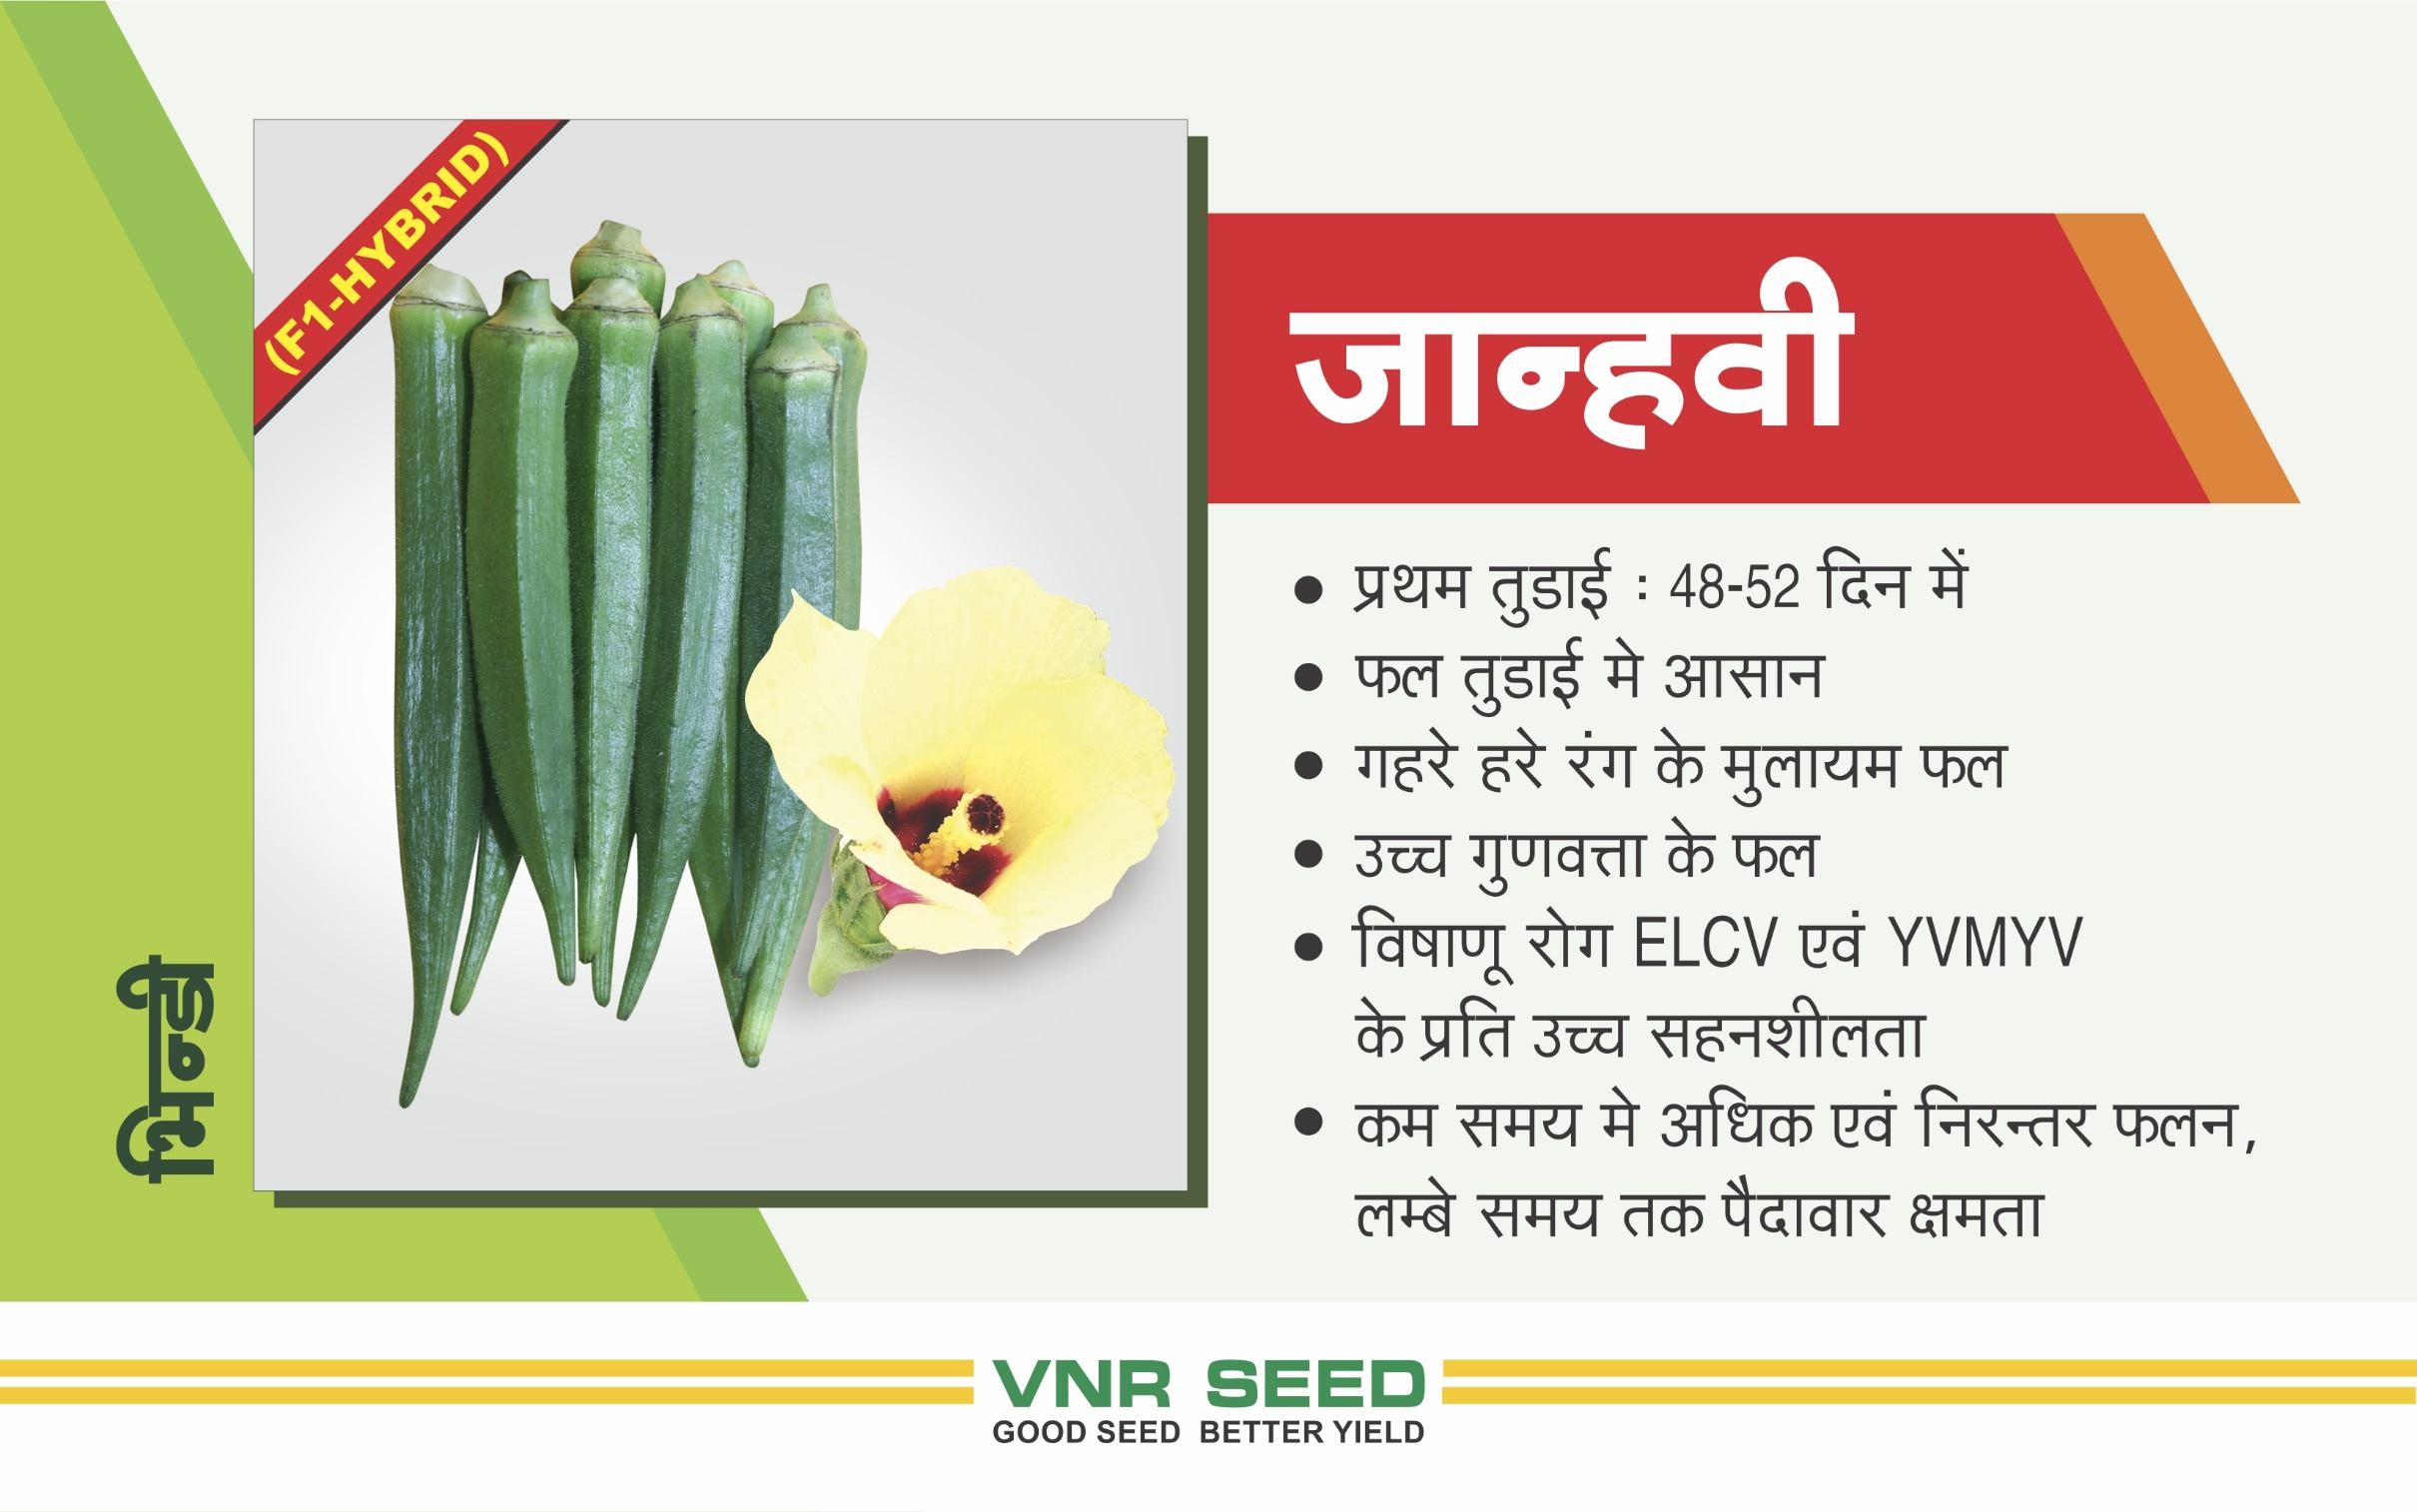 (F1-HYBRID)
भिन्डी
जान्हवी
• प्रथम तुडाई : 48-52 दिन में
• फल तुडाई मे आसान
• गहरे हरे रंग के मुलायम फल
• उच्च गुणवत्ता के फल
• विषाणू रोग ELCV एवं YVMYV
के प्रति उच्च सहनशीलता
• कम समय मे अधिक एवं निरन्तर फलन,
लम्बे समय तक पैदावार क्षमता
VNR SEED
GOOD SEED BETTER YIELD